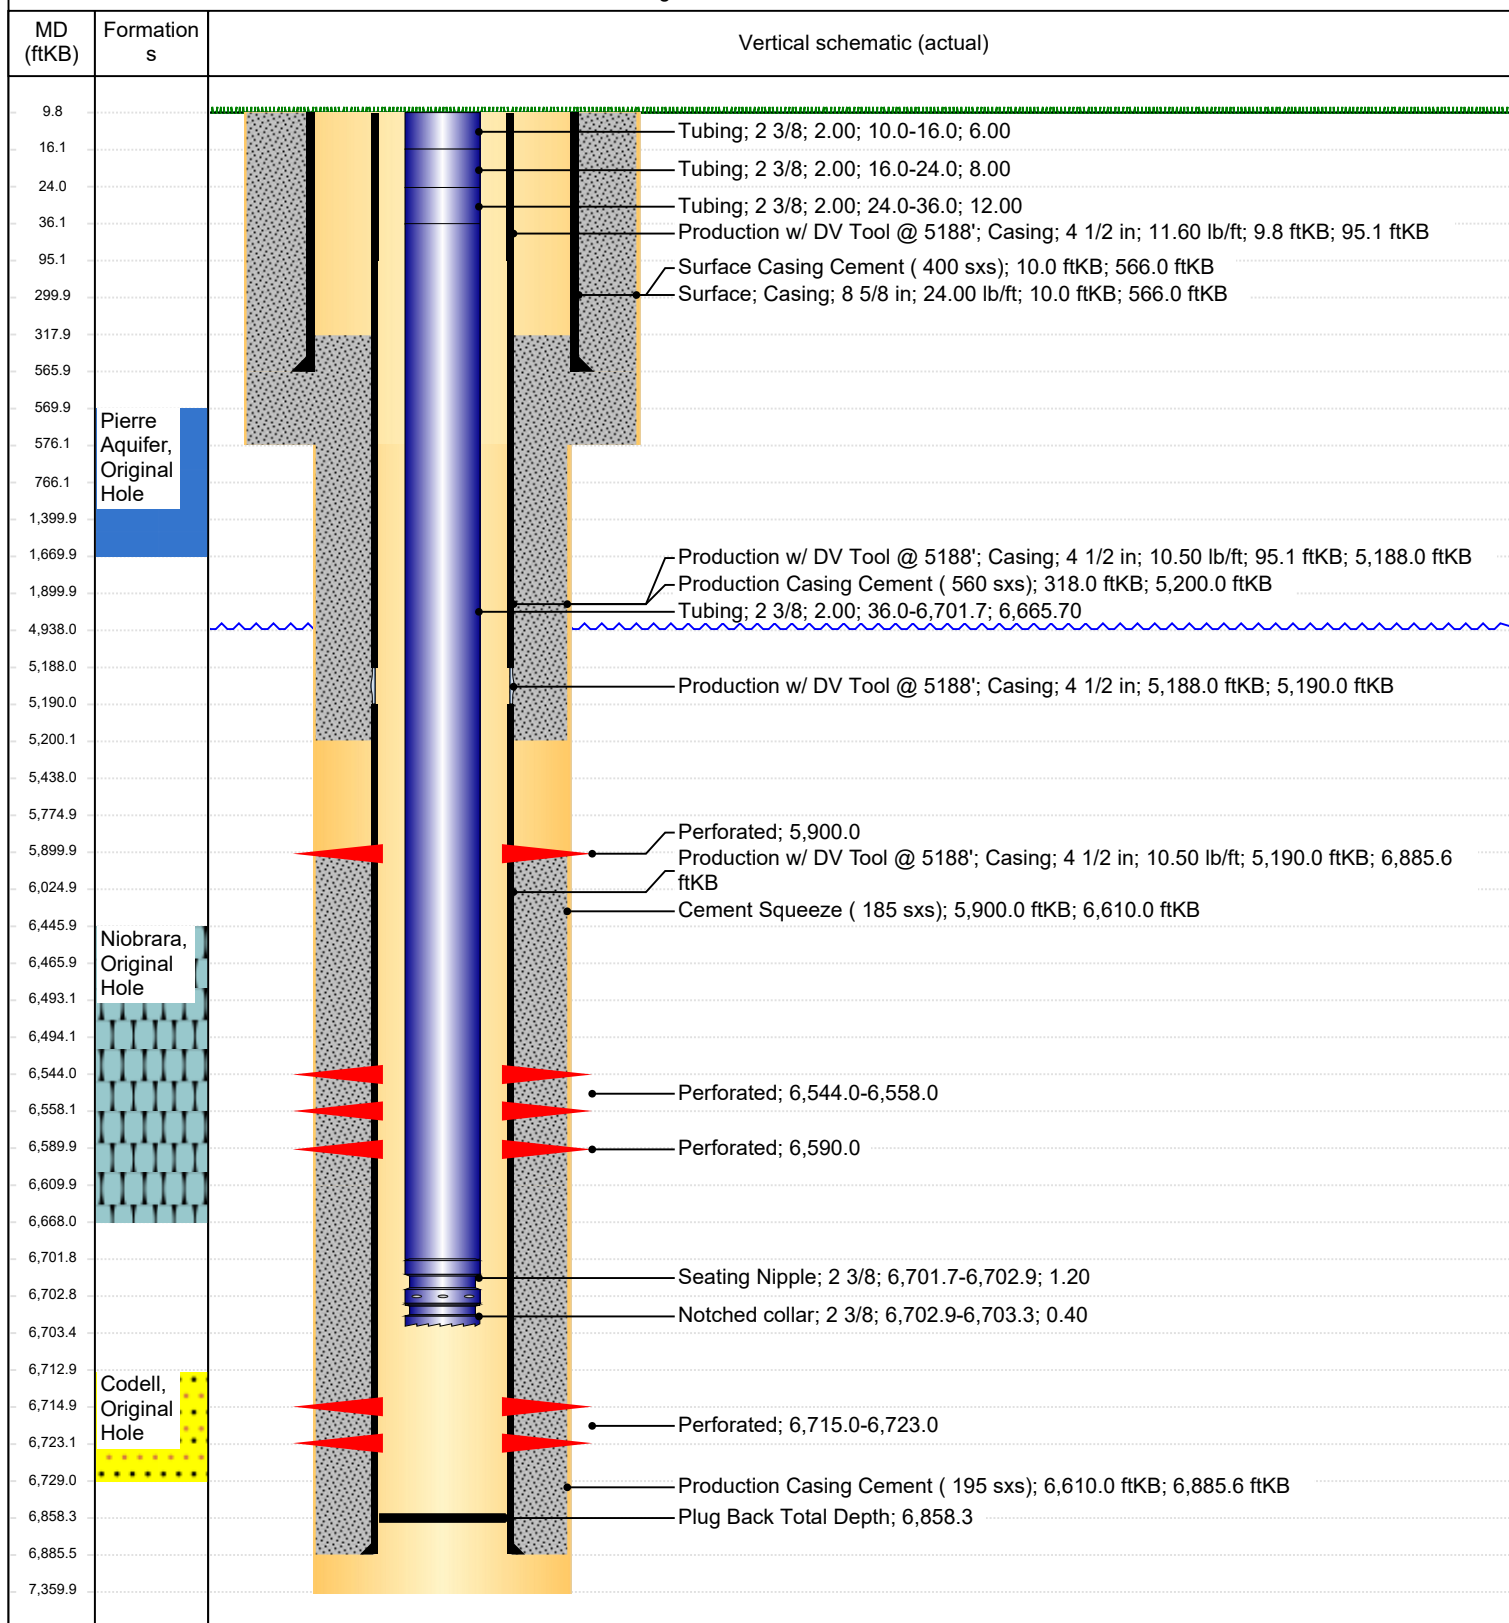 MD
(ftKB)
Formation
s
Vertical schematic (actual)
9.8
16.1
24.0
36.1
95.1
299.9
317.9
565.9
569.9
576.1
766.1
1,399.9
1,669.9
1,899.9
4,938.0
5,188.0
5,190.0
5,200.1
5,438.0
5,774.9
5,899.9
6,024.9
6,445.9
6,465.9
6,493.1
6,494.1
6,544.0
6,558.1
6,589.9
6,609.9
6,668.0
6,701.8
6,702.8
6,703.4
6,712.9
6,714.9
6,723.1
6,729.0
6,858.3
6,885.5
7,359.9
Pierre
Aquifer,
Original
Hole
Niobrara,
Original
Hole
Codell,
Original
Hole
Tubing; 2 3/8; 2.00; 10.0-16.0; 6.00
Tubing; 2 3/8; 2.00; 16.0-24.0; 8.00
Tubing; 2 3/8; 2.00; 24.0-36.0; 12.00
Production w/ DV Tool @ 5188'; Casing; 4 1/2 in; 11.60 lb/ft; 9.8 ftKB; 95.1 ftKB
Surface Casing Cement ( 400 sxs); 10.0 ftKB; 566.0 ftKB
Surface; Casing; 8 5/8 in; 24.00 lb/ft; 10.0 ftKB; 566.0 ftKB
Production w/ DV Tool @ 5188'; Casing; 4 1/2 in; 10.50 lb/ft; 95.1 ftKB; 5,188.0 ftKB
Production Casing Cement ( 560 sxs); 318.0 ftKB; 5,200.0 ftKB
Tubing; 2 3/8; 2.00; 36.0-6,701.7; 6,665.70
Production w/ DV Tool @ 5188'; Casing; 4 1/2 in; 5,188.0 ftKB; 5,190.0 ftKB
Perforated; 5,900.0
Production w/ DV Tool @ 5188'; Casing; 4 1/2 in; 10.50 lb/ft; 5,190.0 ftKB; 6,885.6
ftKB
Cement Squeeze ( 185 sxs); 5,900.0 ftKB; 6,610.0 ftKB
Perforated; 6,544.0-6,558.0
Perforated; 6,590.0
Seating Nipple; 2 3/8; 6,701.7-6,702.9; 1.20
Notched collar; 2 3/8; 6,702.9-6,703.3; 0.40
Perforated; 6,715.0-6,723.0
Production Casing Cement ( 195 sxs); 6,610.0 ftKB; 6,885.6 ftKB
Plug Back Total Depth; 6,858.3